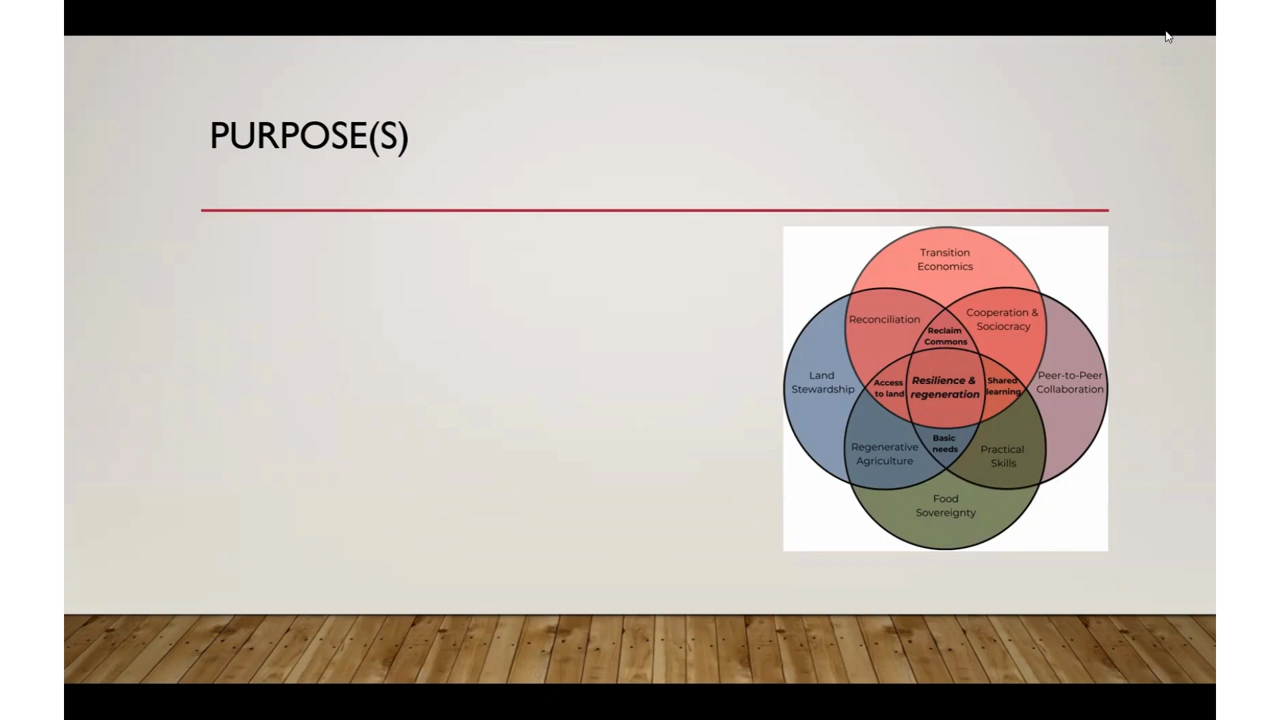 PURPOSE(S)
Transition
Economics
Reconciliation
Cooperation &
Sociocracy
Reclaim
Commons
Land
Stewardship
Access
to land
Resilience &
regeneration
Shared
learning
Peer-to-Peer
Collaboration
Regenerative
Agriculture
Basic
needs
Practical
Skills
Food
Sovereignty